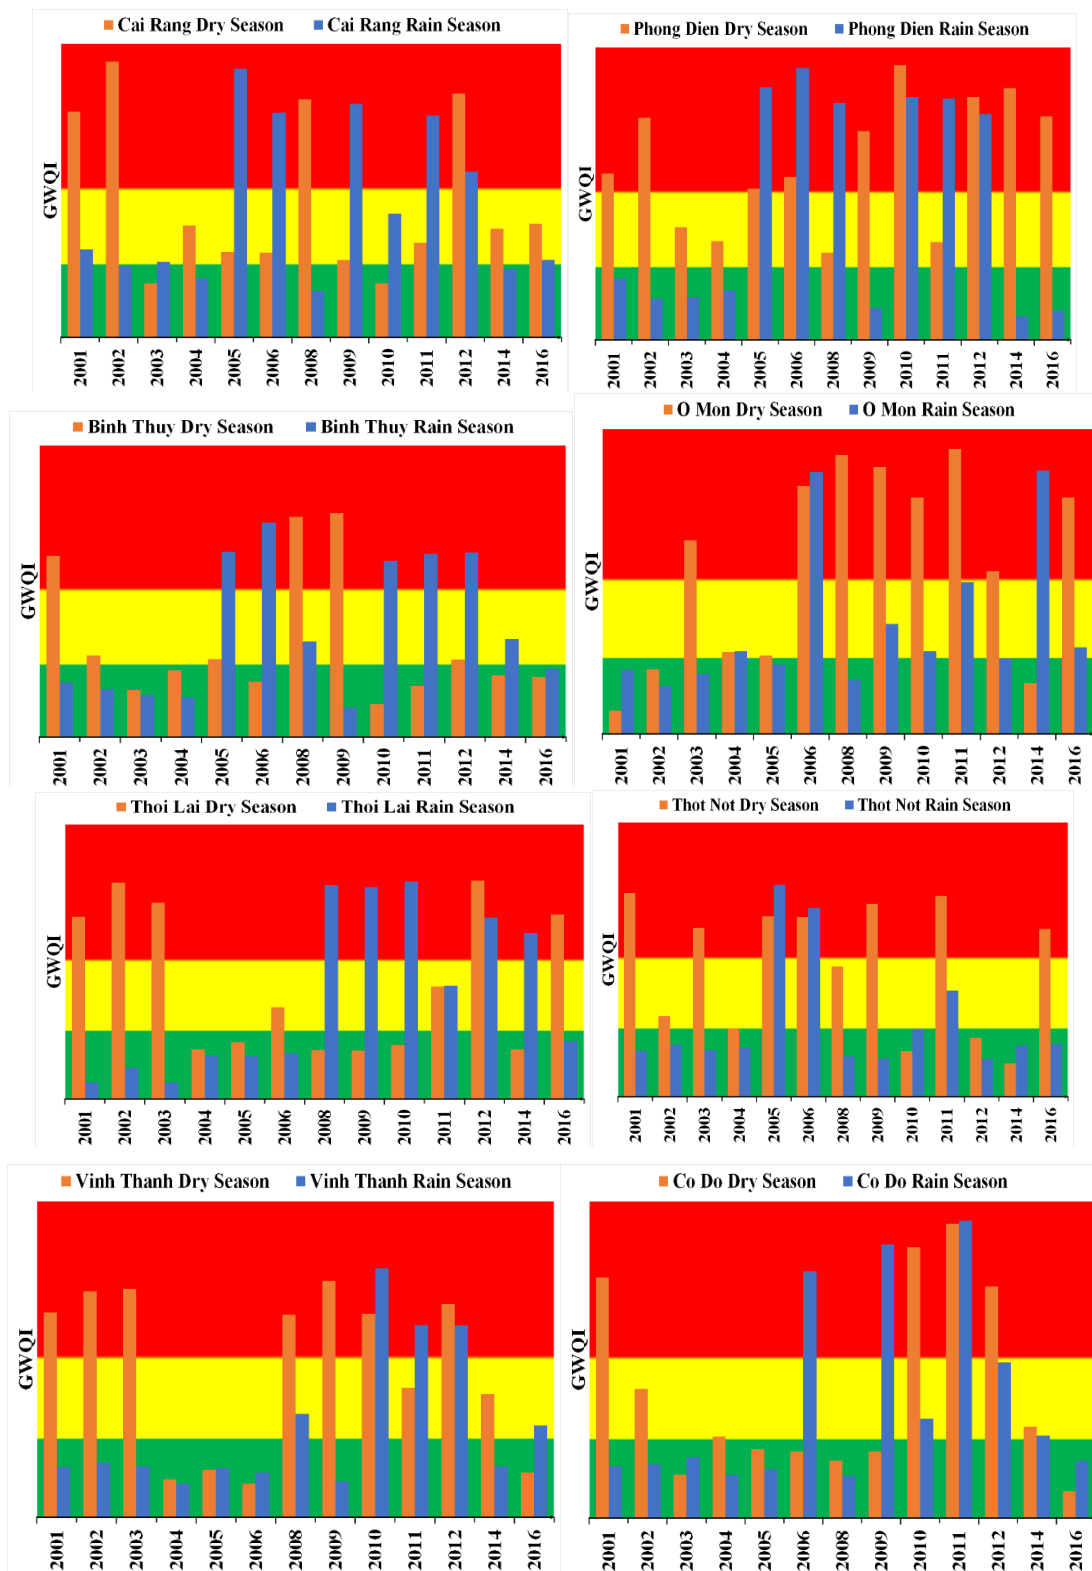 Cai Rang Dry Season Cai Rang Rain Season
GWQI
2001 2002 2003 2004 2005 2006 2008 2009 2010 2011 2012 2014 2016
Phong Dien Dry Season Phong Dien Rain Season
GWQI
2001 2002 2003 2004 2005 2006 2008 2009 2010 2011 2012 2014 2016
Binh Thuy Dry Season Binh Thuy Rain Season
GWQI
2001 2002 2003 2004 2005 2006 2008 2009 2010 2011 2012 2014 2016
O Mon Dry Season O Mon Rain Season
GWQI
2001 2002 2003 2004 2005 2006 2008 2009 2010 2011 2012 2014 2016
Thoi Lai Dry Season Thoi Lai Rain Season
GWQI
2001 2002 2003 2004 2005 2006 2008 2009 2010 2011 2012 2014 2016
Thot Not Dry Season Thot Not Rain Season
GWQI
2001 2002 2003 2004 2005 2006 2008 2009 2010 2011 2012 2014 2016
Vinh Thanh Dry Season Vinh Thanh Rain Season
GWQI
2001 2002 2003 2004 2005 2006 2008 2009 2010 2011 2012 2014 2016
Co Do Dry Season Co Do Rain Season
GWQI
2001 2002 2003 2004 2005 2006 2008 2009 2010 2011 2012 2014 2016